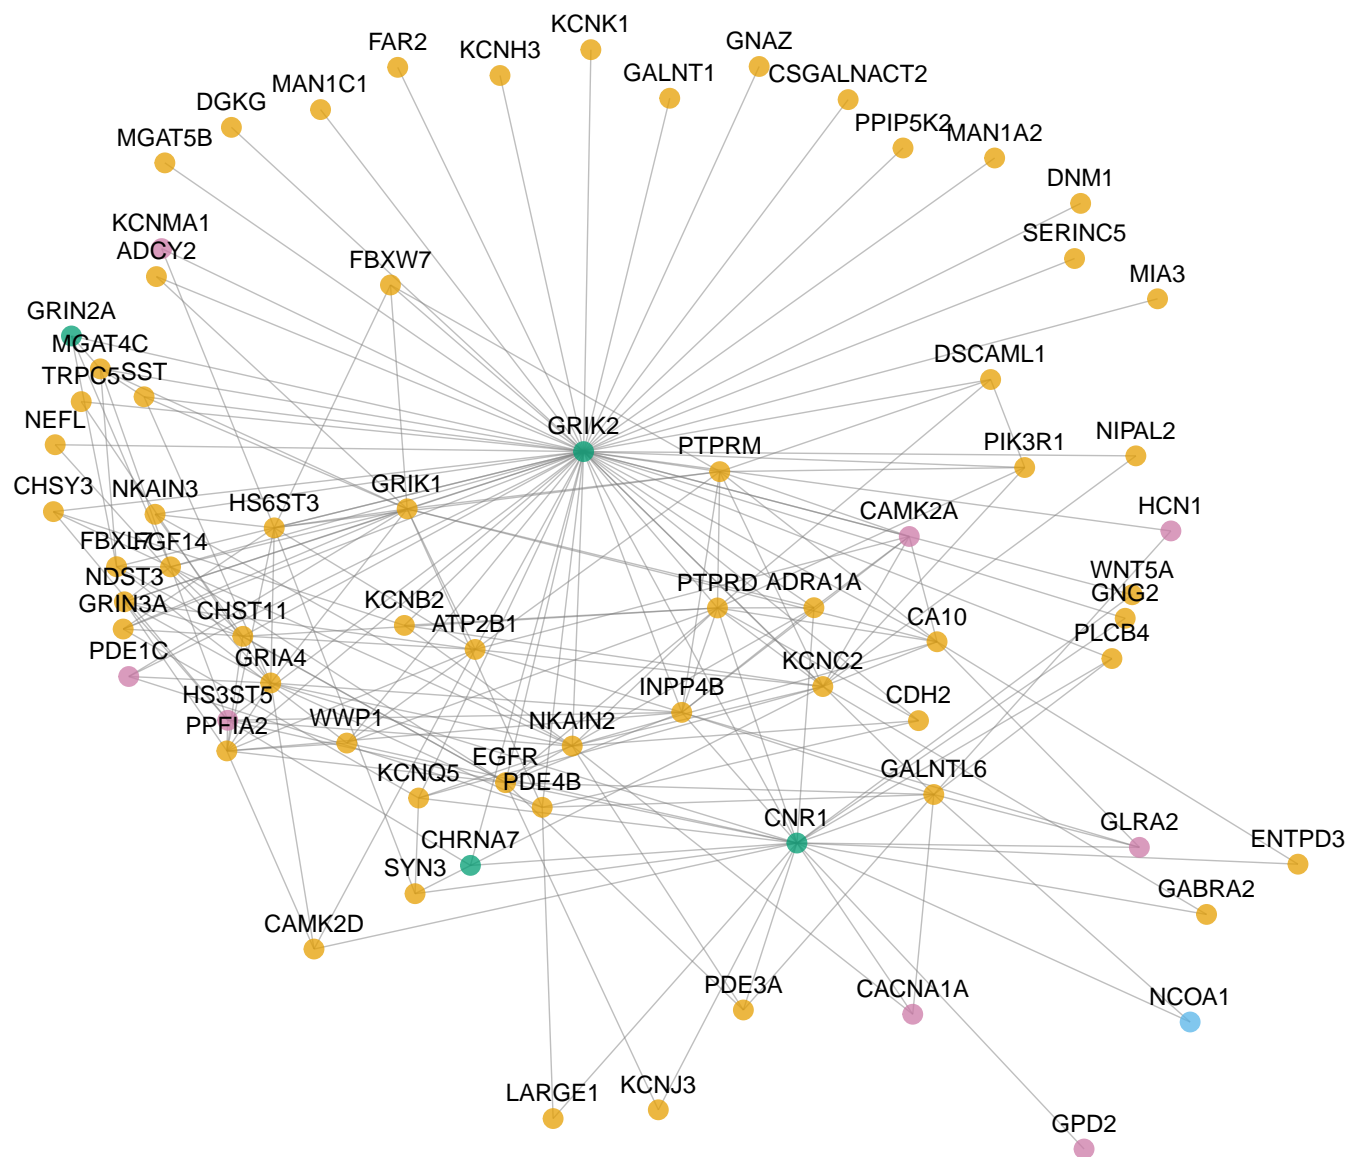 KCNK1
FAR2
KCNH3
GNAZ
GALNT1
CSGALNACT2
MAN1C1
DGKG
PPIP5K2
MAN1A2
MGAT5B
DNM1
KCNMA1
SERINC5
ADCY2
FBXW7
MIA3
GRIN2A
MGAT4C
DSCAML1
TRPC5
SST
NEFL
GRIK2
PTPRM
PIK3R1
NIPAL2
CHSY3
NKAIN3
HS6ST3
GRIK1
CAMK2A
HCN1
FBXL7
FGF14
NDST3
WNT5A
GRIN3A
CHST11
KCNB2
PTPRD
ADRA1A
GNG2
ATP2B1
CA10
PLCB4
PDE1C
GRIA4
KCNC2
HS3ST5
INPP4B
CDH2
PPFIA2
WWP1
NKAIN2
EGFR
KCNQ5
PDE4B
GALNTL6
CNR1
GLRA2
ENTPD3
CHRNA7
SYN3
GABRA2
CAMK2D
PDE3A
CACNA1A
NCOA1
LARGE1
KCNJ3
GPD2